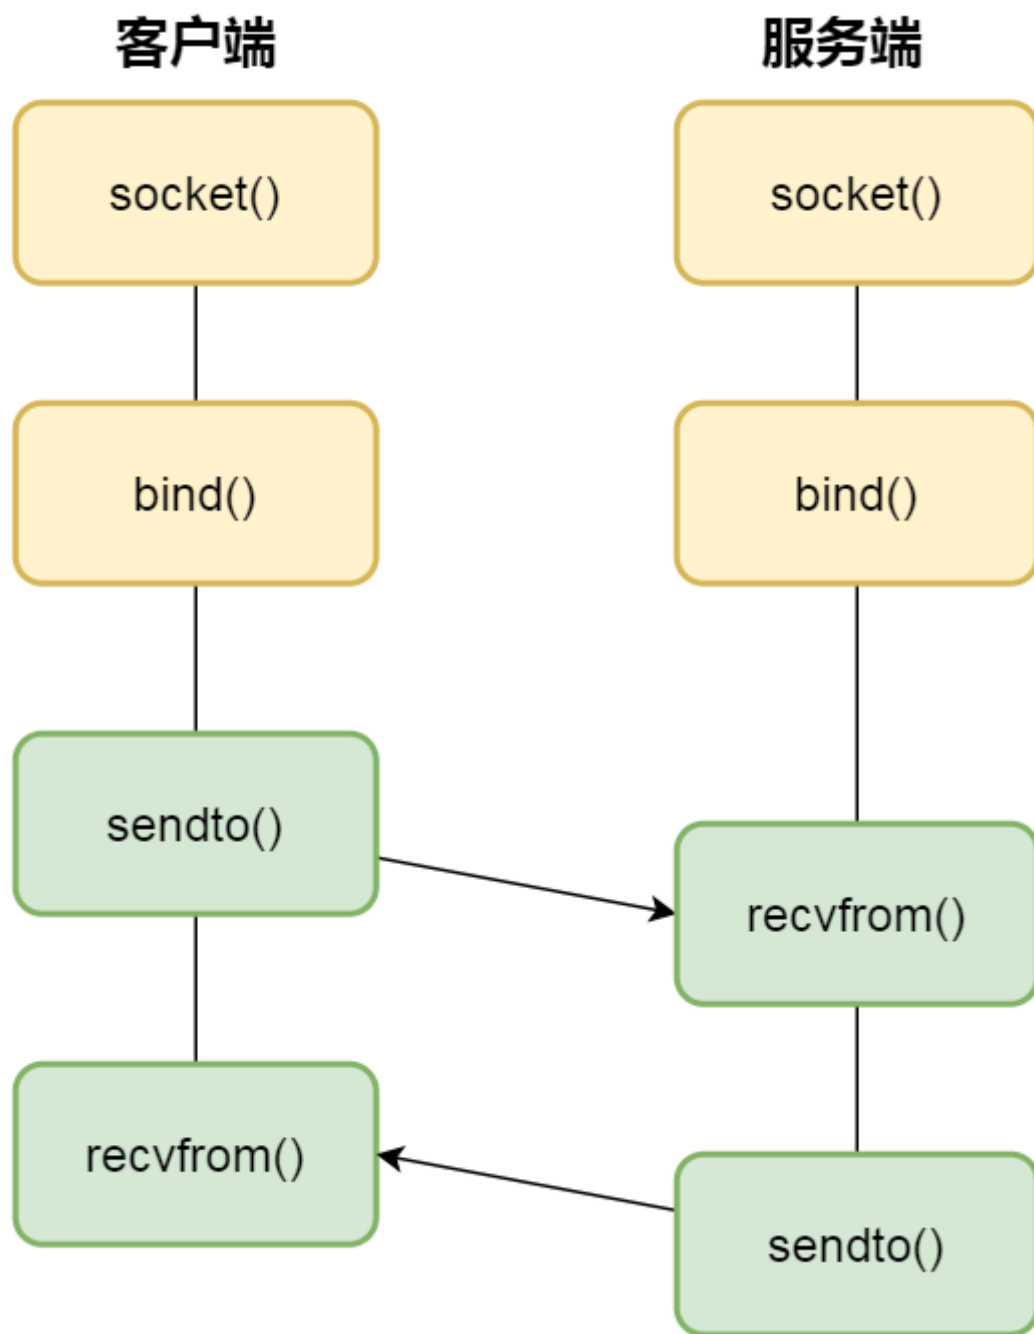 客户端
服务端
socket()
socket()
bind()
bind()
sendto()
recvfrom()
recvfrom()
sendto()